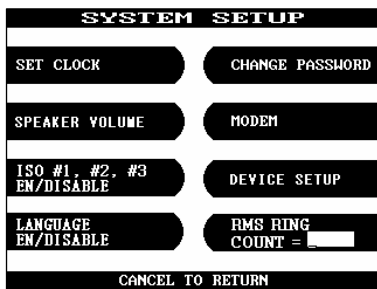 SYSTEM SETUP
SET CLOCK
CHANGE PASSWORD
SPEAKER VOLUME
MODEM
ISO #1, #2, #3
EN/DISABLE
DEVICE SETUP
LANGUAGE
EN/DISABLE
RMS RING
COUNT =
CANCEL TO RETURN